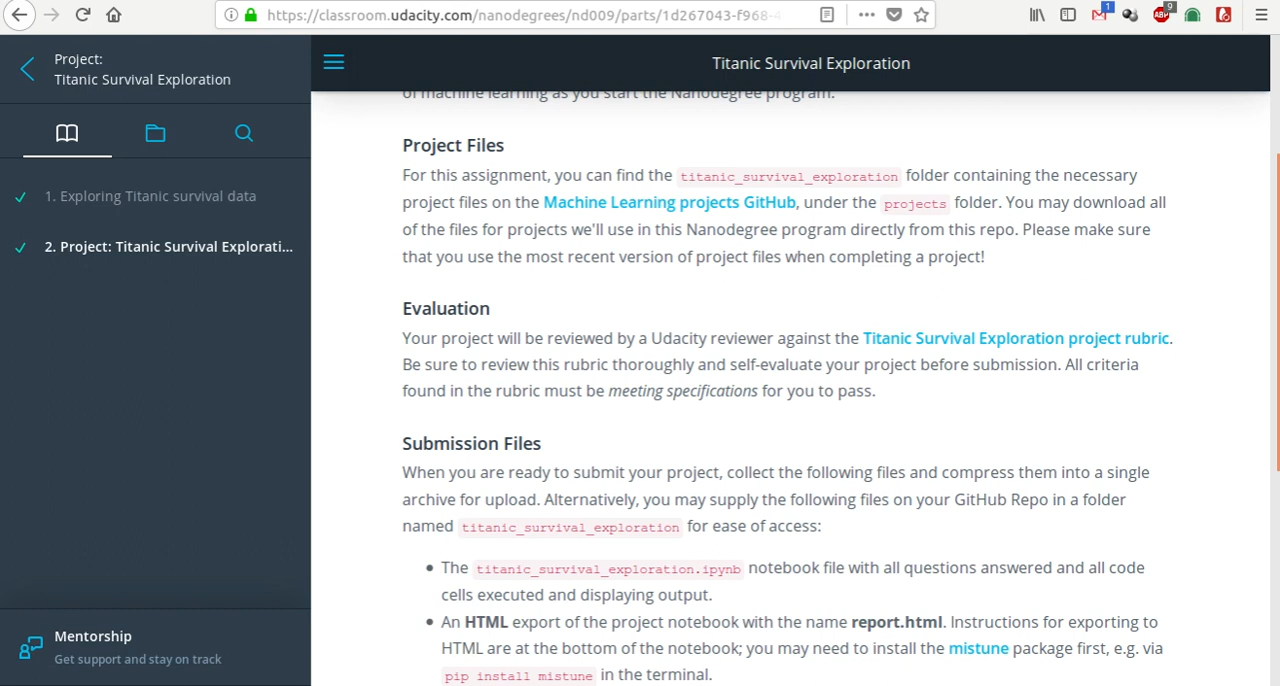 https://classroom.udacity.com/nanodegrees/nd009/parts/1d267043-f968-4
1
9
ABP
Project:
Titanic Survival Exploration
1. Exploring Titanic survival data
2. Project: Titanic Survival Explorati...
Mentorship
Get support and stay on track
Titanic Survival Exploration
of machine learning as you start the Nanodegree program.
Project Files
For this assignment, you can find the titanic_survival_exploration folder containing the necessary
project files on the Machine Learning projects GitHub, under the projects folder. You may download all
of the files for projects we'll use in this Nanodegree program directly from this repo. Please make sure
that you use the most recent version of project files when completing a project!
Evaluation
Your project will be reviewed by a Udacity reviewer against the Titanic Survival Exploration project rubric.
Be sure to review this rubric thoroughly and self-evaluate your project before submission. All criteria
found in the rubric must be meeting specifications for you to pass.
Submission Files
When you are ready to submit your project, collect the following files and compress them into a single
archive for upload. Alternatively, you may supply the following files on your GitHub Repo in a folder
named titanic_survival_exploration for ease of access:
• The titanic_survival_exploration.ipynb notebook file with all questions answered and all code
cells executed and displaying output.
• An HTML export of the project notebook with the name report.html. Instructions for exporting to
HTML are at the bottom of the notebook; you may need to install the mistune package first, e.g. via
pip install mistune in the terminal.